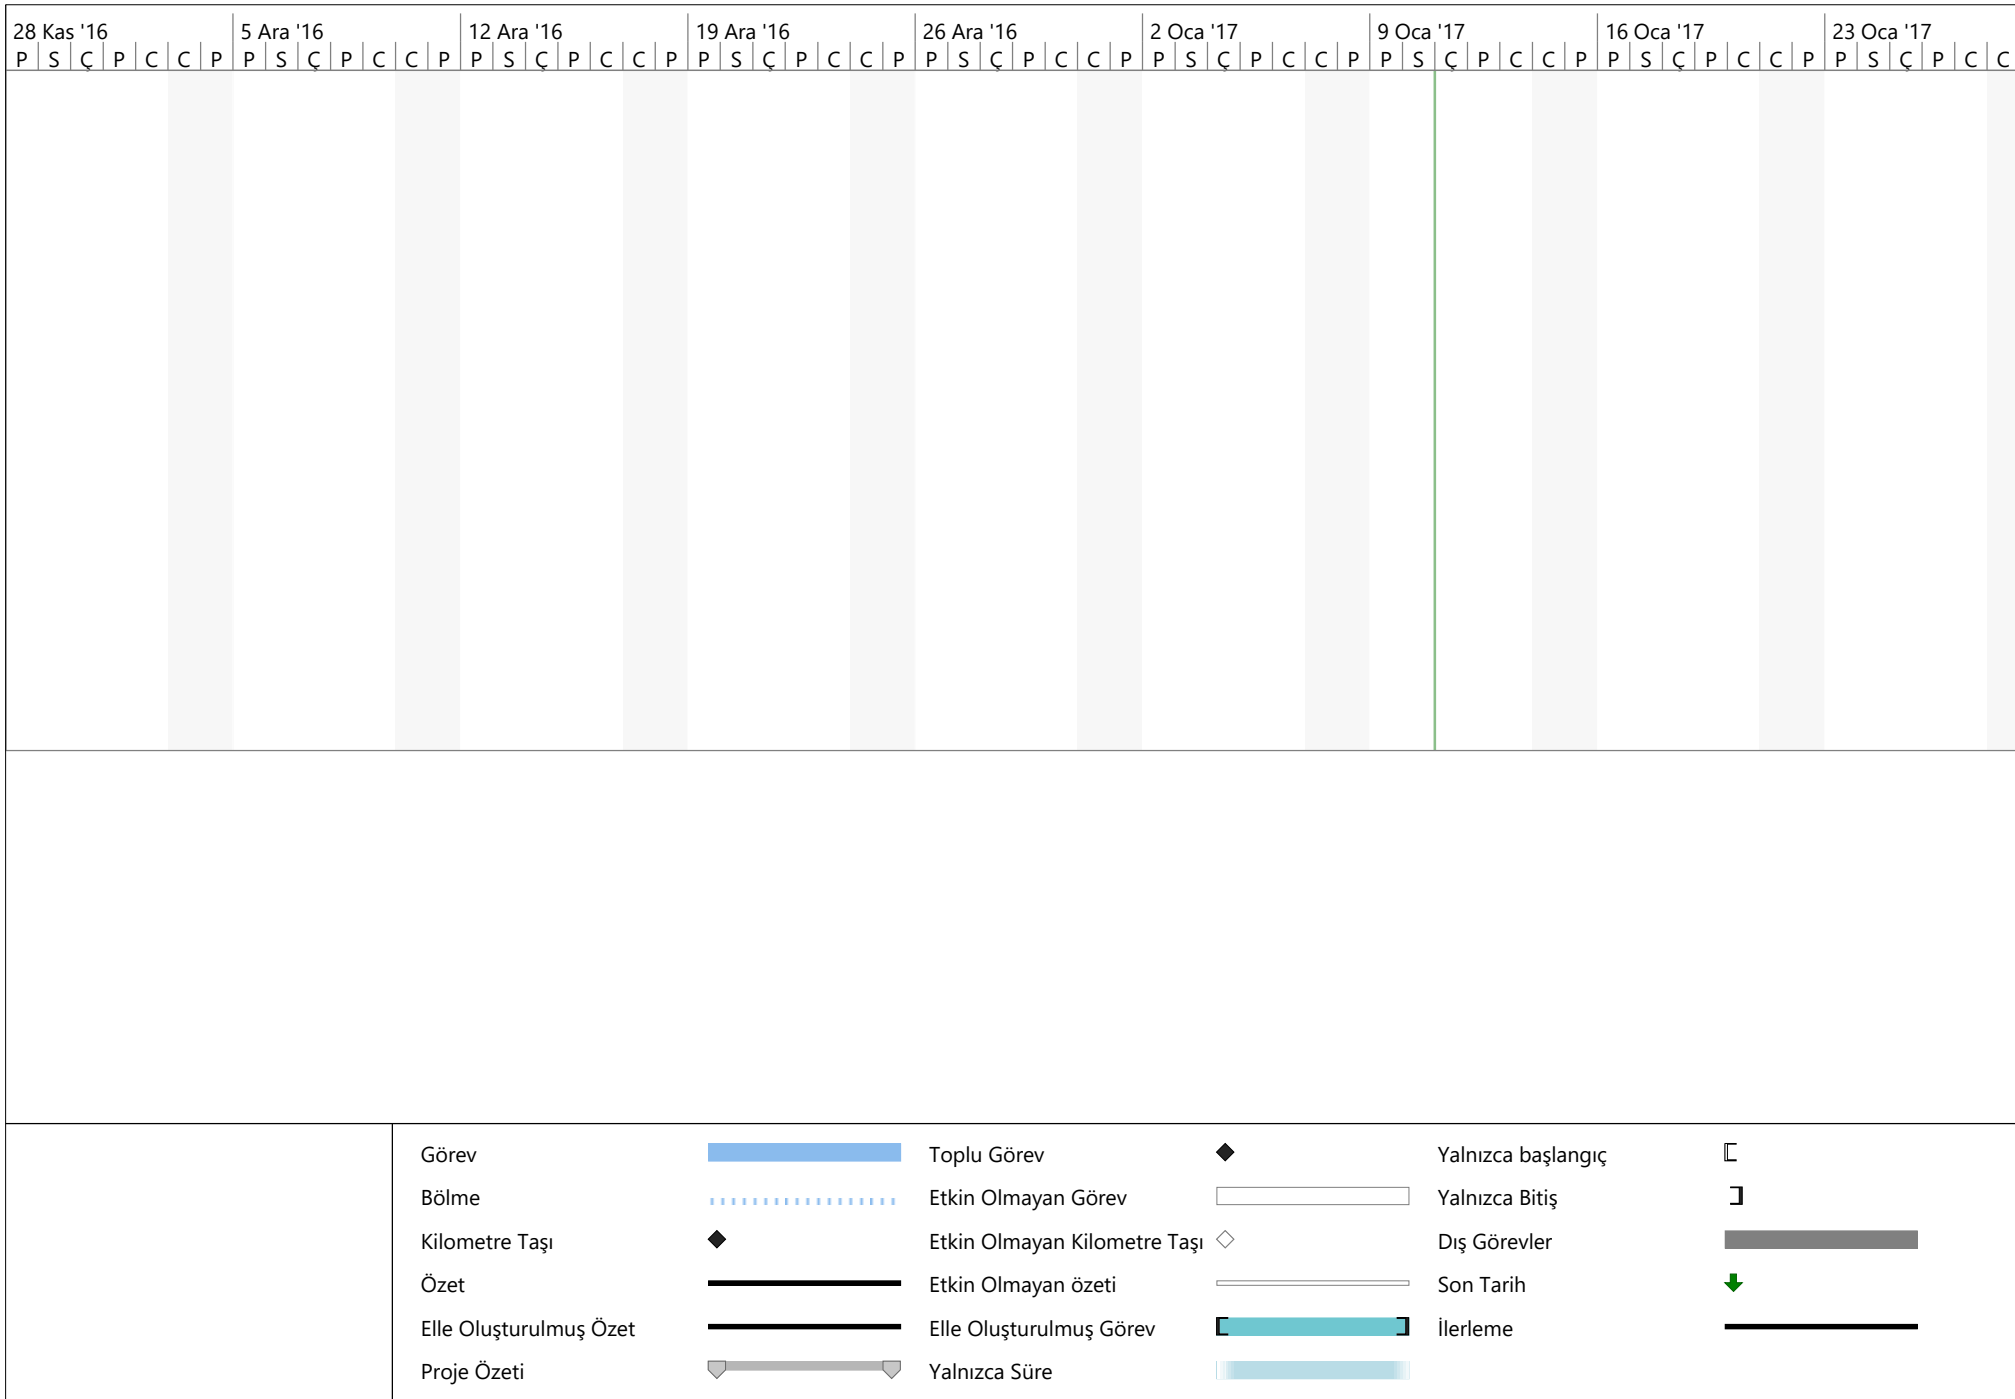 28 Kas '16 5 Ara '16 12 Ara '16 19 Ara '16 26 Ara '16 2 Oca '17 9 Oca '17 16 Oca '17 23 Oca '17
P S Ç P C C P P S Ç P C C P P S Ç P C C P P S Ç P C C P P S Ç P C C P P S Ç P C C P P S Ç P C C P P S Ç P C C P P S Ç P C C
Görev Toplu Görev Yalnızca başlangıç
Bölme Etkin Olmayan Görev Yalnızca Bitiş
Kilometre Taşı Etkin Olmayan Kilometre Taşı Dış Görevler
Özet Etkin Olmayan özeti Son Tarih
Elle Oluşturulmuş Özet Elle Oluşturulmuş Görev İlerleme
Proje Özeti Yalnızca Süre